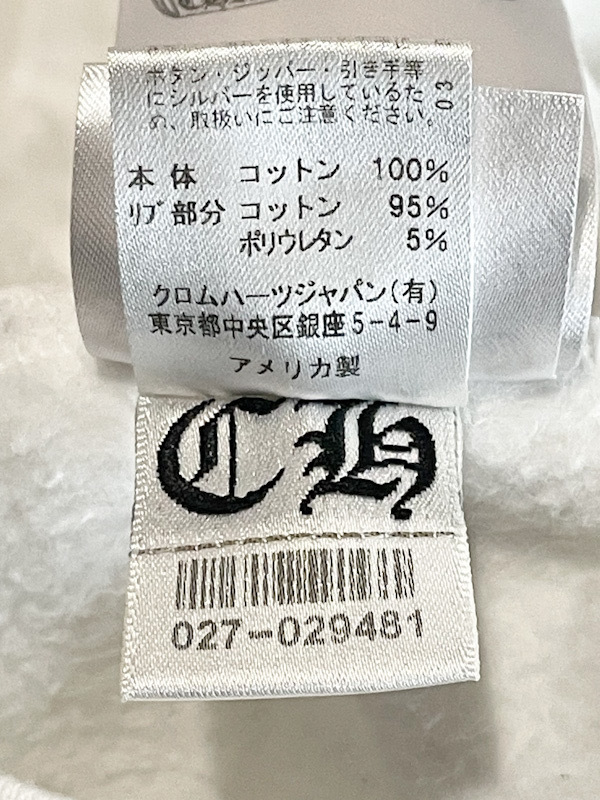 ボタン・ジッパー・引き手等
にシルバーを使用しているた
め、取扱いにご注意ください。03
本体 コットン 100%
リブ部分 コットン 95%
ポリウレタン 5%
クロムハーツジャパン(有)
東京都中央区銀座5-4-9
アメリカ製
CH
027-029481